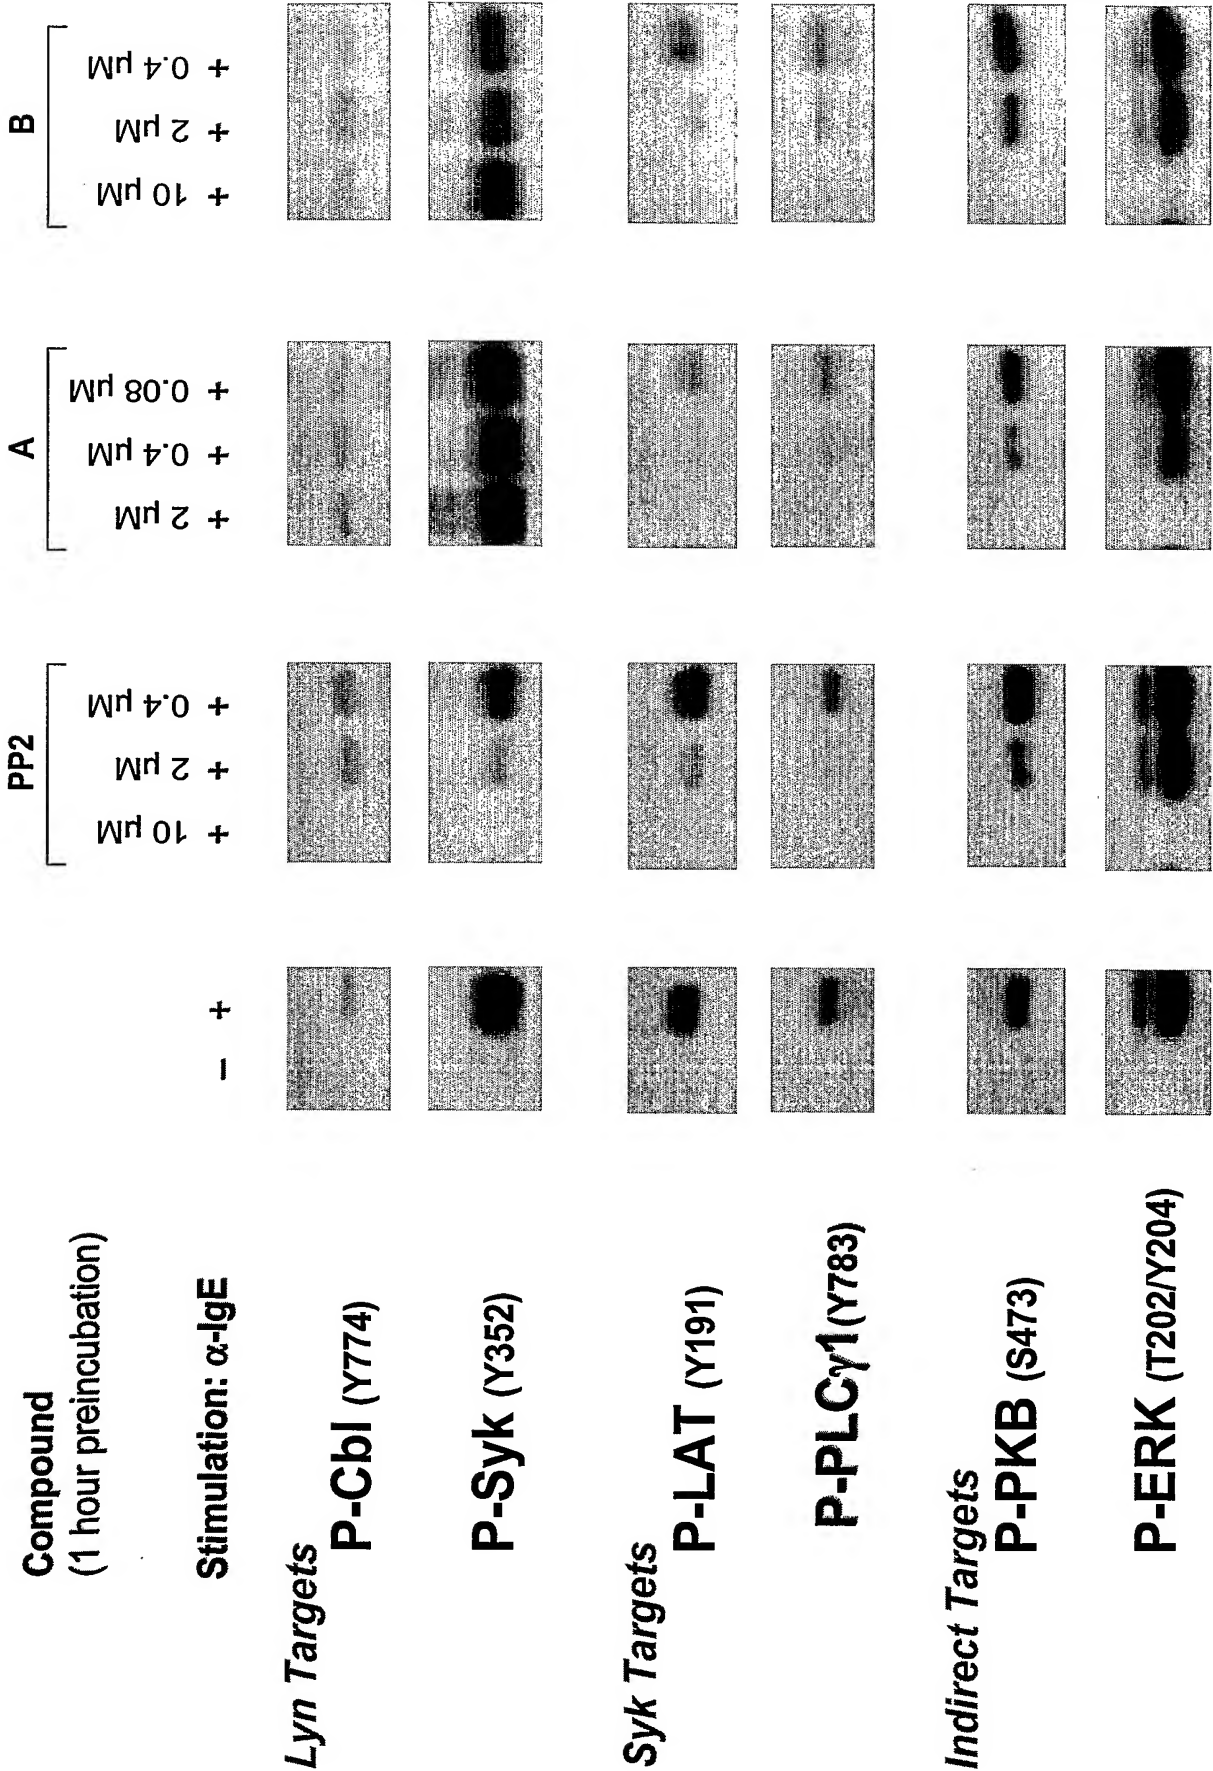 Compound
(1 hour preincubation)
PP2
A
B
10 µM
2 µM
0.4 µM
2 µM
0.4 µM
0.08 µM
10 µM
2 µM
0.4 µM
Stimulation: α-IgE
– + + + + + + + + + +
Lyn Targets
P-Cbl (Y774)
P-Syk (Y352)
Syk Targets
P-LAT (Y191)
P-PLCγ1(Y783)
Indirect Targets
P-PKB (S473)
P-ERK (T202/Y204)